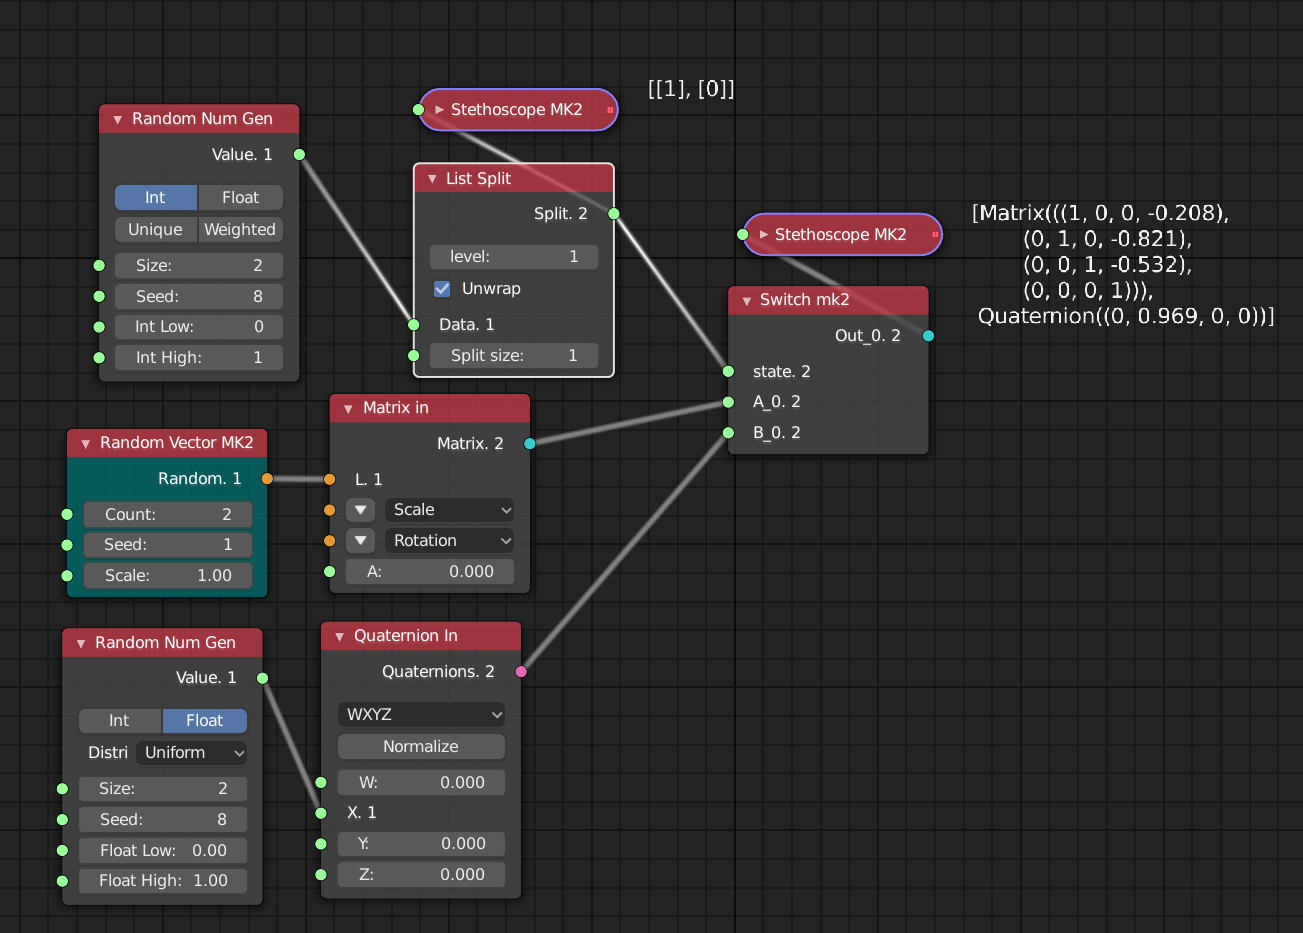 Random Num Gen
Value. 1
Int Float
Unique Weighted
Size: 2
Seed: 8
Int Low: 0
Int High: 1
Stethoscope MK2
[[1], [0]]
List Split
Split. 2
level: 1
Unwrap
Data. 1
Split size: 1
Stethoscope MK2
[Matrix(((1, 0, 0, -0.208),
(0, 1, 0, -0.821),
(0, 0, 1, -0.532),
(0, 0, 0, 1))),
Quaternion((0, 0.969, 0, 0))]
Switch mk2
Out_0. 2
state. 2
A_0. 2
B_0. 2
Random Vector MK2
Random. 1
Count: 2
Seed: 1
Scale: 1.00
Matrix in
Matrix. 2
L. 1
Scale
Rotation
A: 0.000
Random Num Gen
Value. 1
Int Float
Distri Uniform
Size: 2
Seed: 8
Float Low: 0.00
Float High: 1.00
Quaternion In
Quaternions. 2
WXYZ
Normalize
W: 0.000
X. 1
Y: 0.000
Z: 0.000